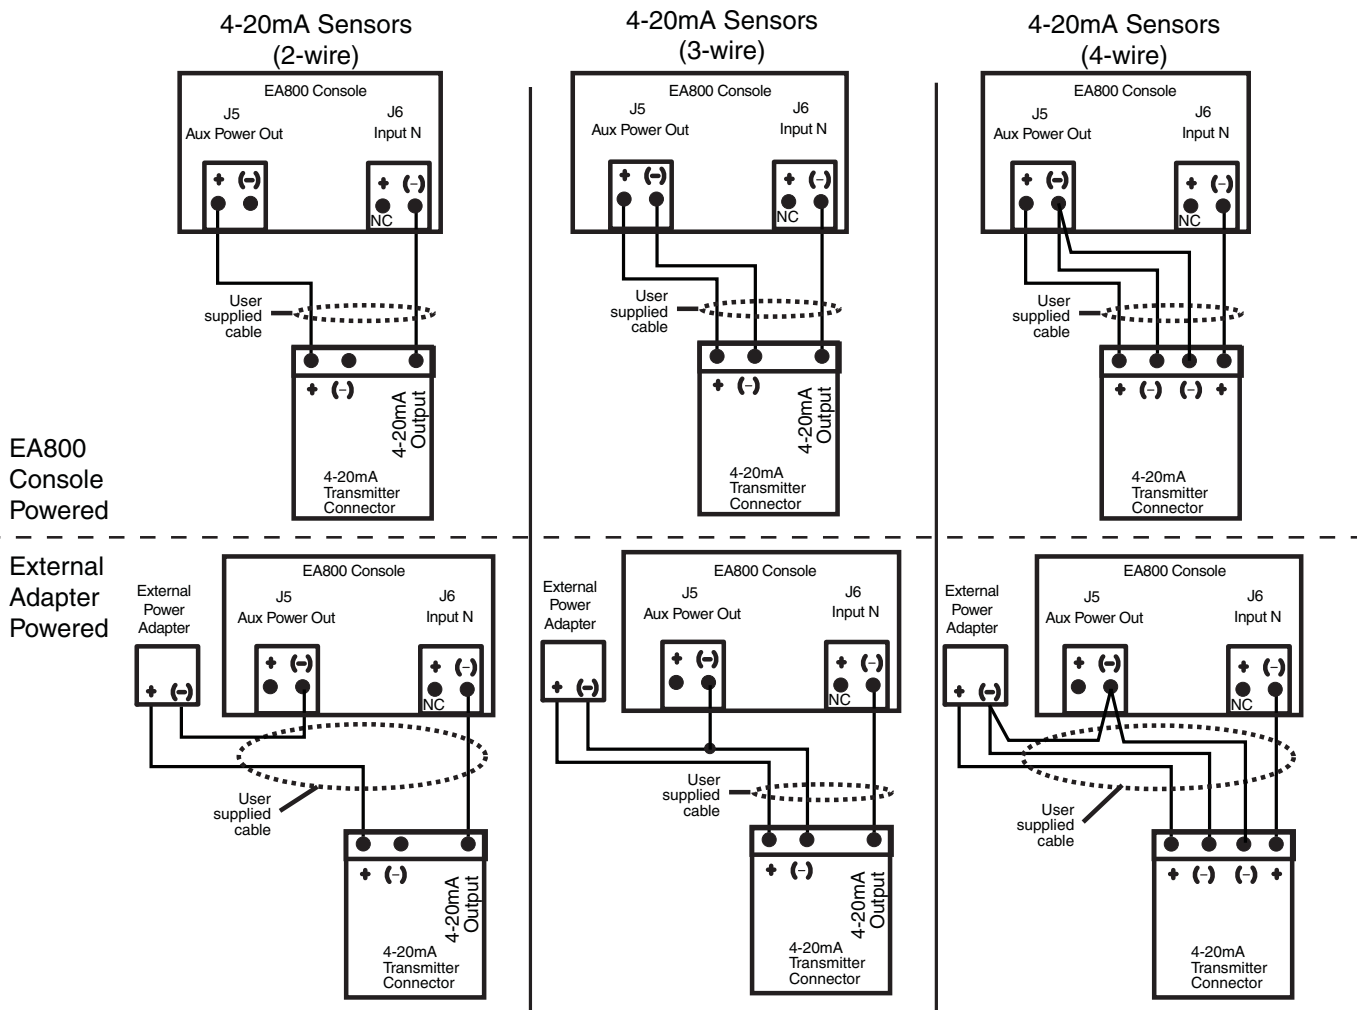 4-20mA Sensors
(2-wire)
4-20mA Sensors
(3-wire)
4-20mA Sensors
(4-wire)
EA800
Console
Powered
EA800 Console
J5
Aux Power Out
J6
Input N
+ (-)
+ (-)
NC
User
supplied
cable
+ (-)
4-20mA
Output
4-20mA
Transmitter
Connector
EA800 Console
J5
Aux Power Out
J6
Input N
+ (-)
+ (-)
NC
User
supplied
cable
+ (-)
4-20mA
Output
4-20mA
Transmitter
Connector
EA800 Console
J5
Aux Power Out
J6
Input N
+ (-)
+ (-)
NC
User
supplied
cable
+ (-) (-) +
4-20mA
Transmitter
Connector
External
Adapter
Powered
External
Power
Adapter
+ (-)
EA800 Console
J5
Aux Power Out
J6
Input N
+ (-)
+ (-)
NC
User
supplied
cable
+ (-)
4-20mA
Output
4-20mA
Transmitter
Connector
External
Power
Adapter
+ (-)
EA800 Console
J5
Aux Power Out
J6
Input N
+ (-)
+ (-)
NC
User
supplied
cable
+ (-)
4-20mA
Output
4-20mA
Transmitter
Connector
External
Power
Adapter
+ (-)
EA800 Console
J5
Aux Power Out
J6
Input N
+ (-)
+ (-)
NC
User
supplied
cable
+ (-) (-) +
4-20mA
Transmitter
Connector